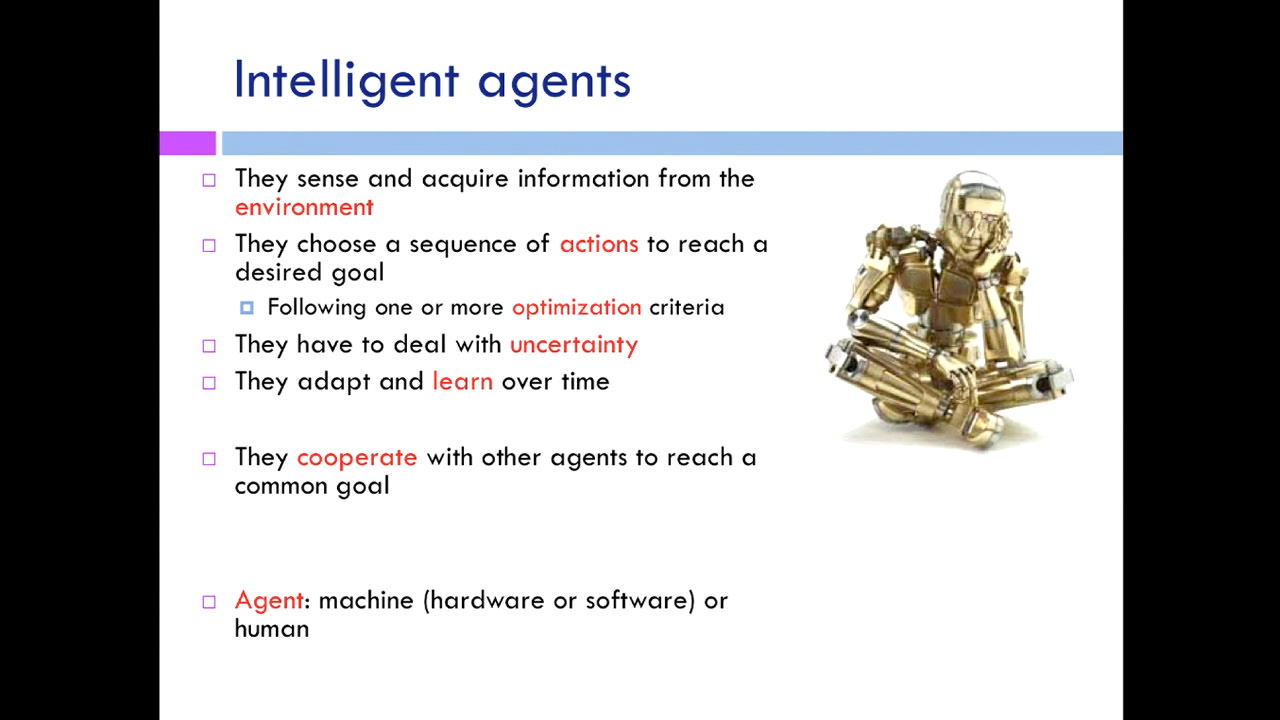 Intelligent agents
They sense and acquire information from the
environment
They choose a sequence of actions to reach a
desired goal
Following one or more optimization criteria
They have to deal with uncertainty
They adapt and learn over time
They cooperate with other agents to reach a
common goal
Agent: machine (hardware or software) or
human